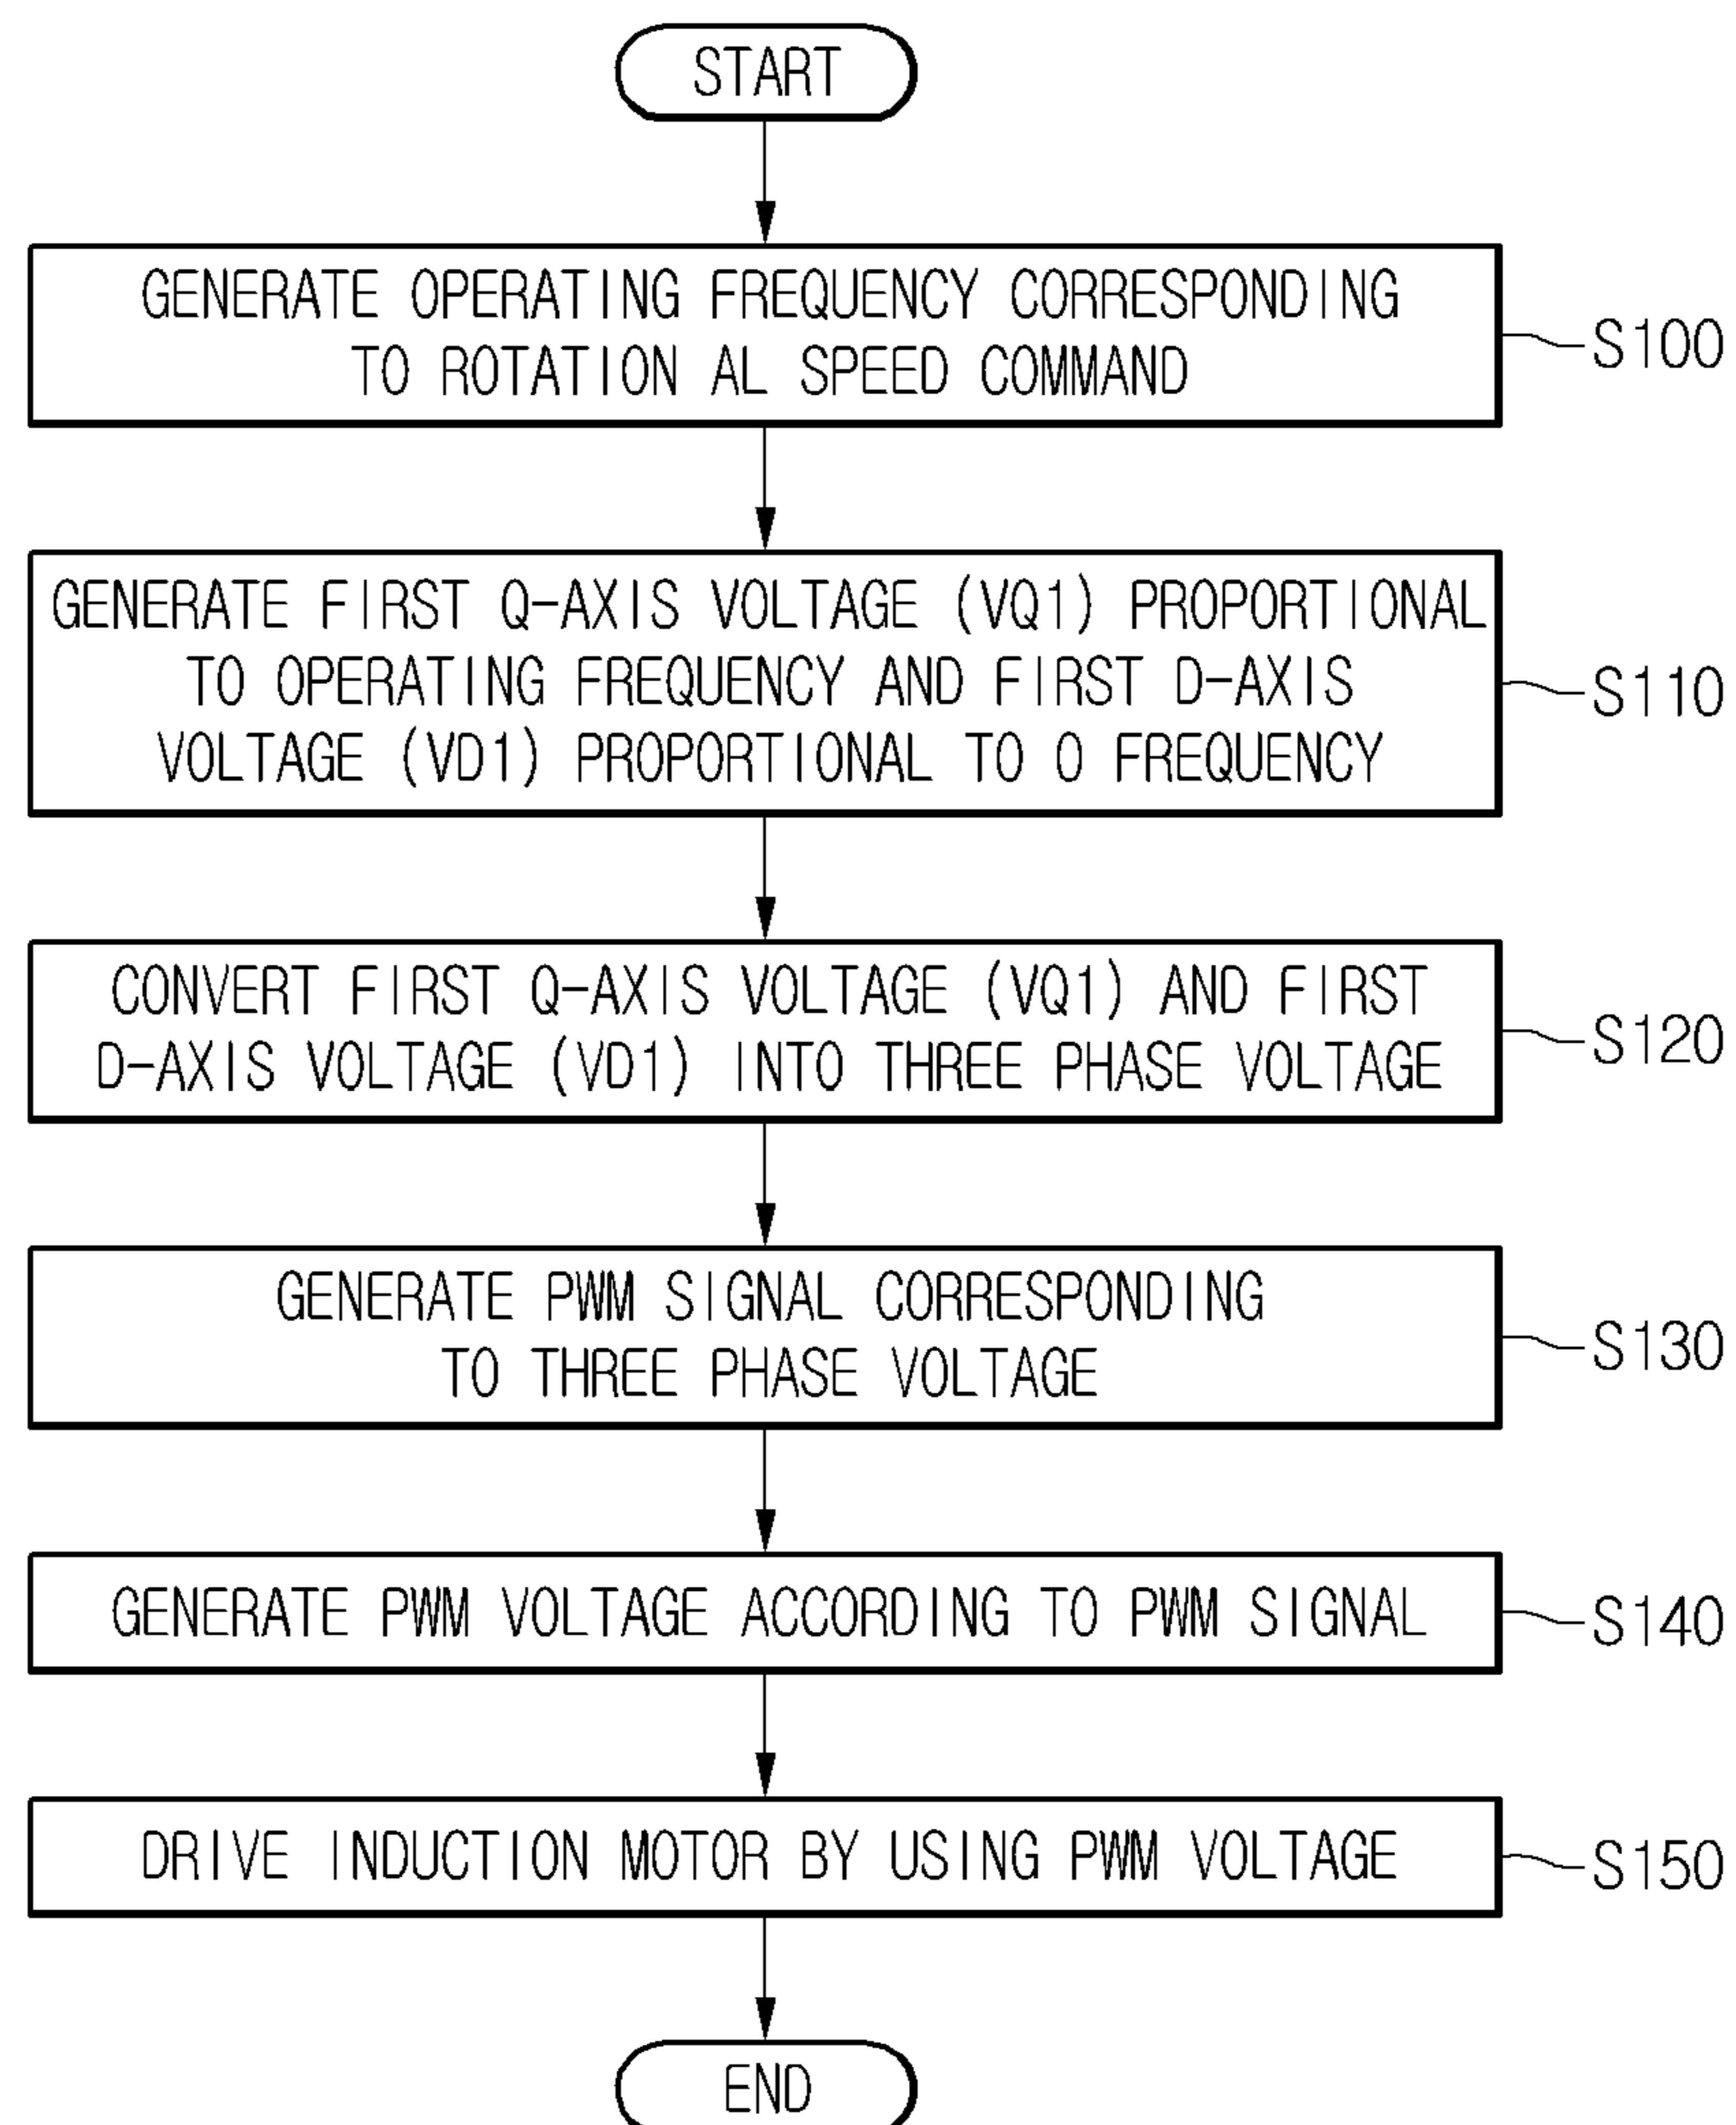 START
GENERATE OPERATING FREQUENCY CORRESPONDING
TO ROTATION AL SPEED COMMAND
S100
GENERATE FIRST Q-AXIS VOLTAGE (VQ1) PROPORTIONAL
TO OPERATING FREQUENCY AND FIRST D-AXIS
VOLTAGE (VD1) PROPORTIONAL TO 0 FREQUENCY
S110
CONVERT FIRST Q-AXIS VOLTAGE (VQ1) AND FIRST
D-AXIS VOLTAGE (VD1) INTO THREE PHASE VOLTAGE
S120
GENERATE PWM SIGNAL CORRESPONDING
TO THREE PHASE VOLTAGE
S130
GENERATE PWM VOLTAGE ACCORDING TO PWM SIGNAL
S140
DRIVE INDUCTION MOTOR BY USING PWM VOLTAGE
S150
END